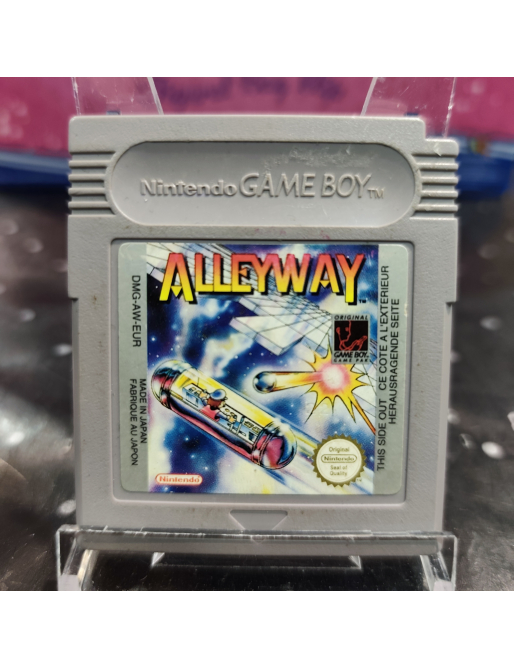 Nintendo GAME BOY TM
ALLEYWAY TM
DMG-AW-EUR
MADE IN JAPAN
FABRIQUE AU JAPON
ORIGINAL
GAME BOY
GAME PAK
THIS SIDE OUT CE COTE A L'EXTERIEUR
HERAUSRAGENDE SEITE
Nintendo
Original
Nintendo
Seal of
Quality